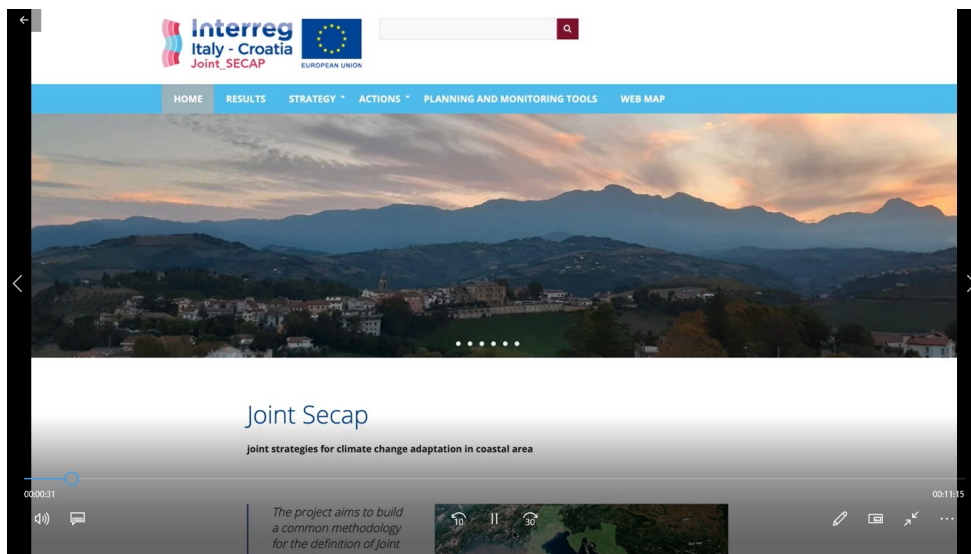 Interreg
Italy - Croatia
Joint_SECAP
EUROPEAN UNION
HOME RESULTS STRATEGY ACTIONS PLANNING AND MONITORING TOOLS WEB MAP
Joint Secap
joint strategies for climate change adaptation in coastal area
00:00:31
00:11:15
The project aims to build
a common methodology
for the definition of Joint
10
30